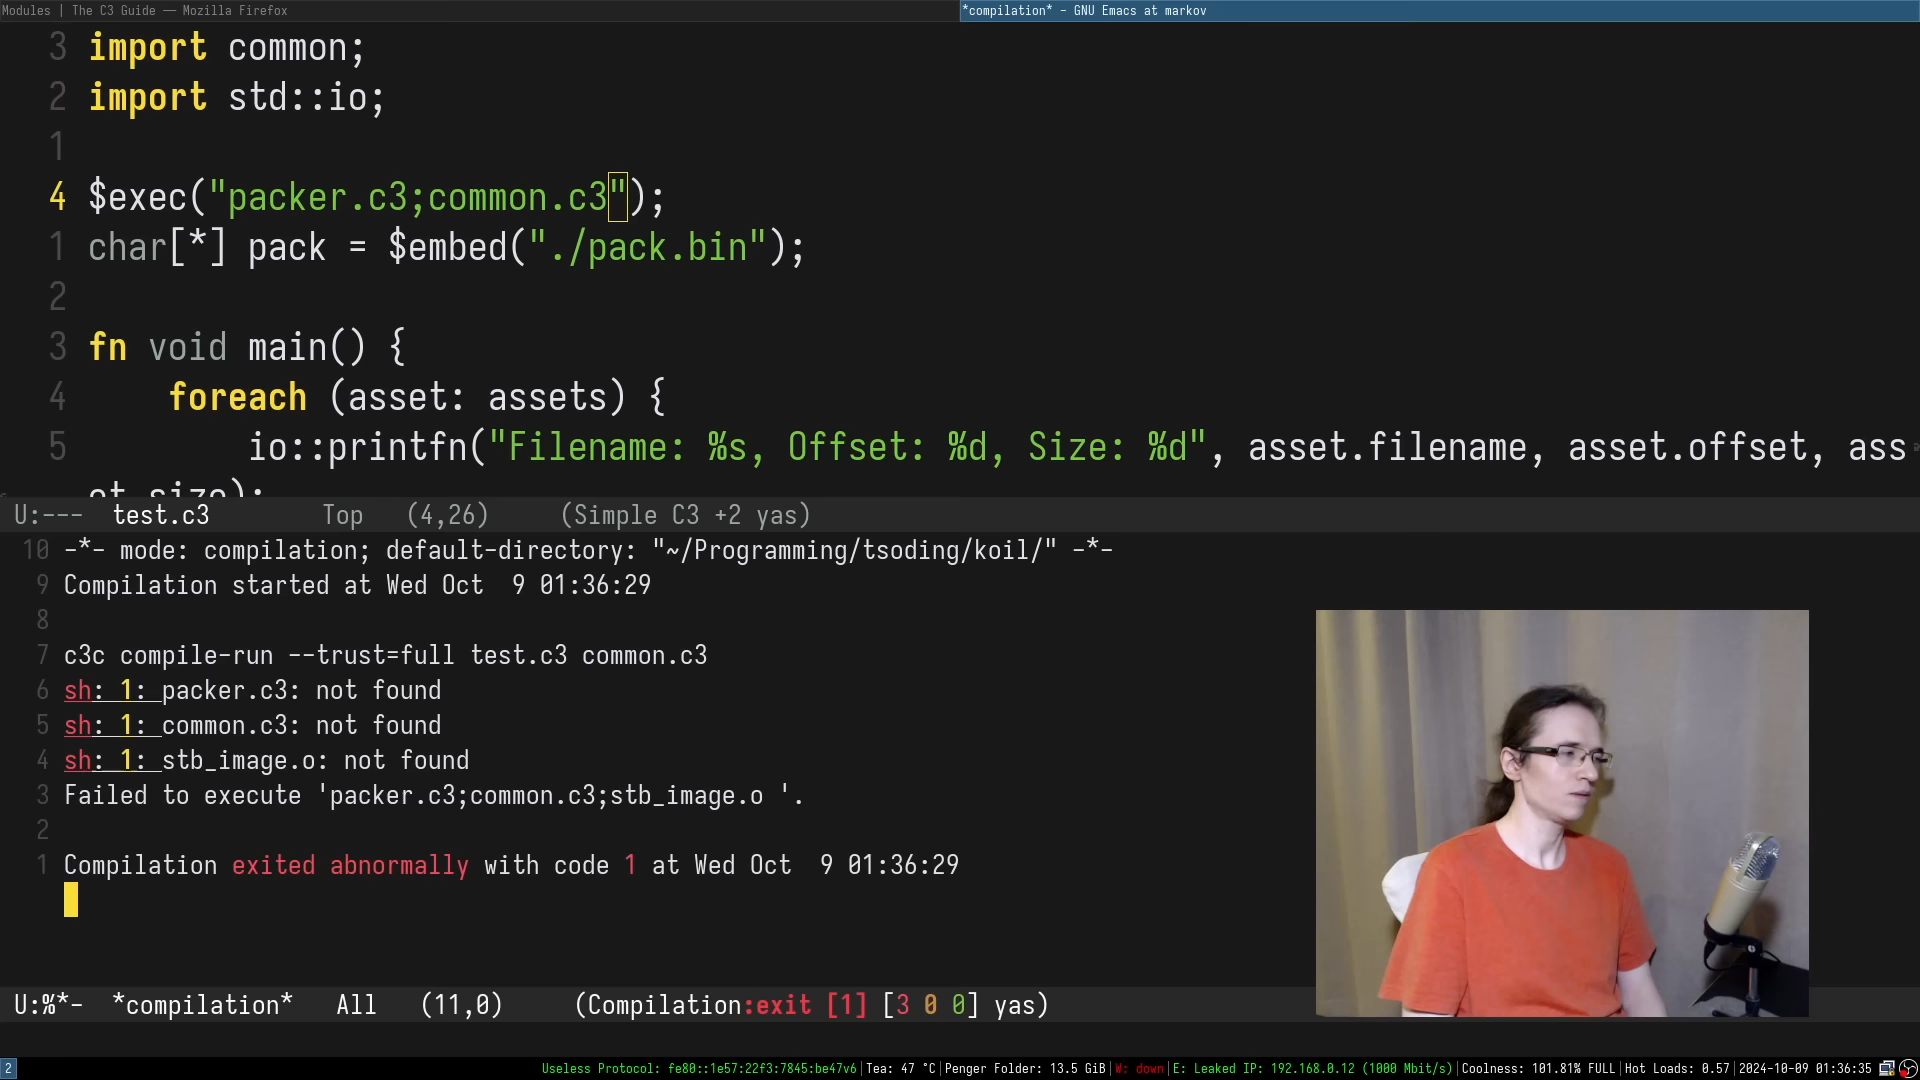 Modules | The C3 Guide — Mozilla Firefox
*compilation* - GNU Emacs at markov
3 import common;
2 import std::io;
1
4 $exec("packer.c3;common.c3");
1 char[*] pack = $embed("./pack.bin");
2
3 fn void main() {
4 foreach (asset: assets) {
5 io::printfn("Filename: %s, Offset: %d, Size: %d", asset.filename, asset.offset, ass
et.size);
U:--- test.c3 Top (4,26) (Simple C3 +2 yas)
10 -*- mode: compilation; default-directory: "~/Programming/tsoding/koil/" -*-
9 Compilation started at Wed Oct  9 01:36:29
8
7 c3c compile-run --trust=full test.c3 common.c3
6 sh: 1: packer.c3: not found
5 sh: 1: common.c3: not found
4 sh: 1: stb_image.o: not found
3 Failed to execute 'packer.c3;common.c3;stb_image.o '.
2
1 Compilation exited abnormally with code 1 at Wed Oct  9 01:36:29
U:%*- *compilation* All (11,0) (Compilation:exit [1] [3 0 0] yas)
2 Useless Protocol: fe80::1e57:22f3:7845:be47v6|Tea: 47 °C|Penger Folder: 13.5 GiB|W: down|E: Leaked IP: 192.168.0.12 (1000 Mbit/s)|Coolness: 101.81% FULL|Hot Loads: 0.57|2024-10-09 01:36:35